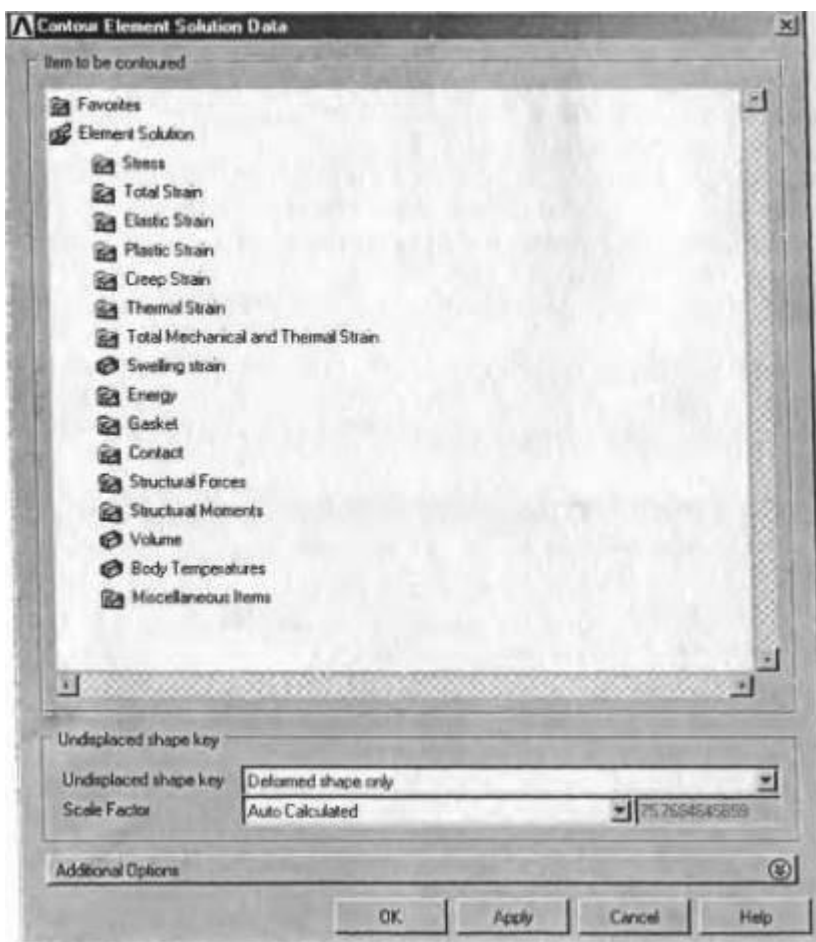 Contour Element Solution Data
Item to be contoured
Favorites
Element Solution
Stress
Total Strain
Elastic Strain
Plastic Strain
Creep Strain
Thermal Strain
Total Mechanical and Thermal Strain
Swelling strain
Energy
Gasket
Contact
Structural Forces
Structural Moments
Volume
Body Temperatures
Miscellaneous Items
Undisplaced shape key
Undisplaced shape key Deformed shape only
Scale Factor Auto Calculated
Additional Options
OK Apply Cancel Help